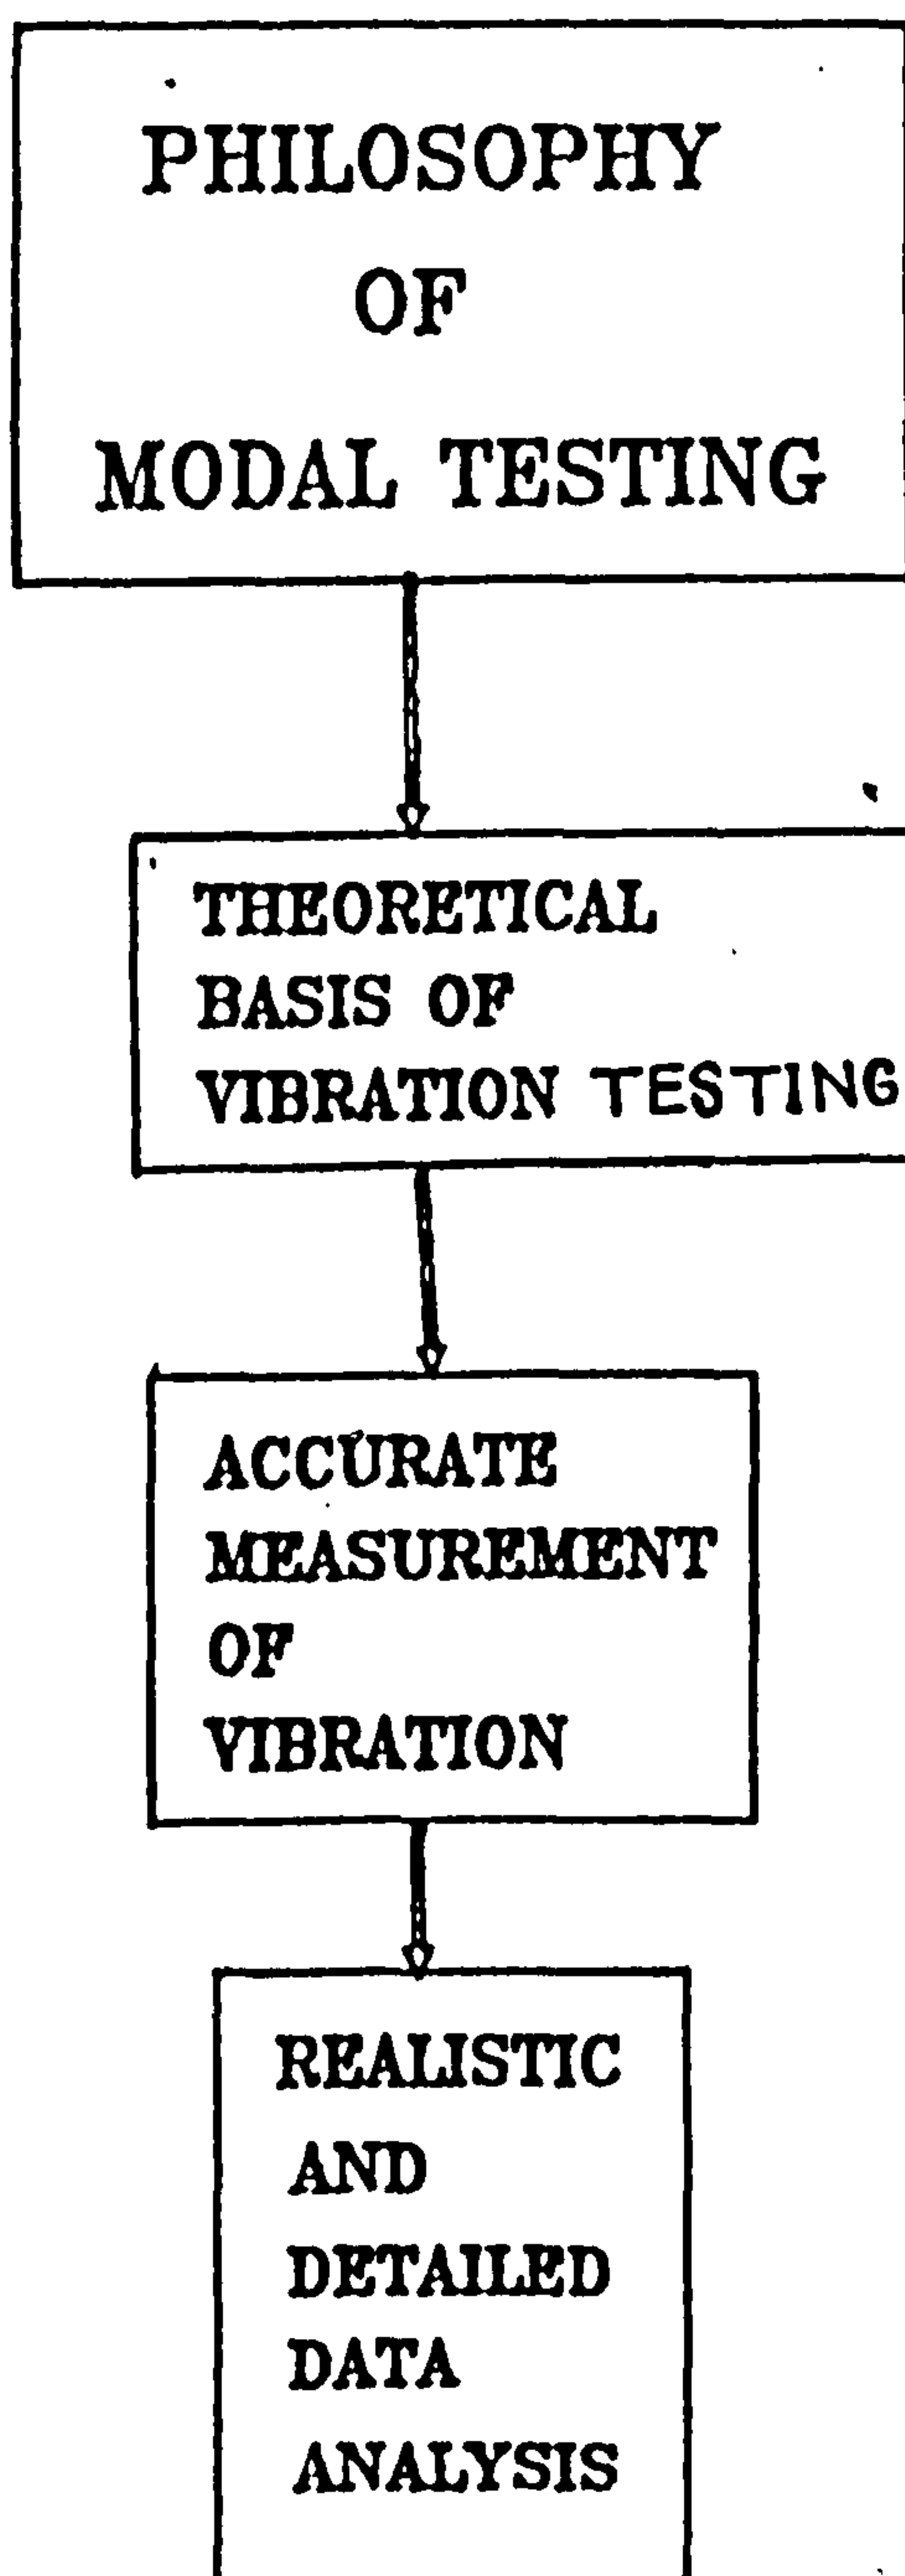 PHILOSOPHY
OF
MODAL TESTING
THEORETICAL
BASIS OF
VIBRATION TESTING
ACCURATE
MEASUREMENT
OF
VIBRATION
REALISTIC
AND
DETAILED
DATA
ANALYSIS